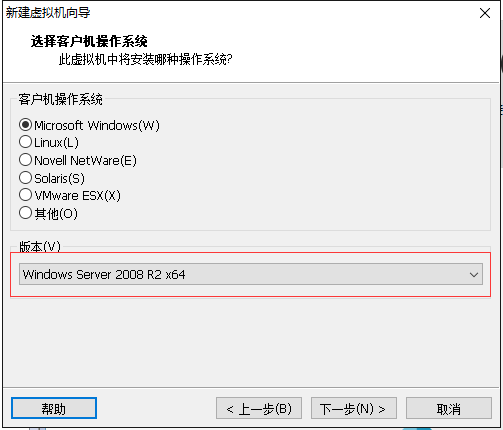 新建虚拟机向导
选择客户机操作系统
此虚拟机中将安装哪种操作系统?
客户机操作系统
Microsoft Windows(W)
Linux(L)
Novell NetWare(E)
Solaris(S)
VMware ESX(X)
其他(O)
版本(V)
Windows Server 2008 R2 x64
帮助
< 上一步(B)
下一步(N) >
取消